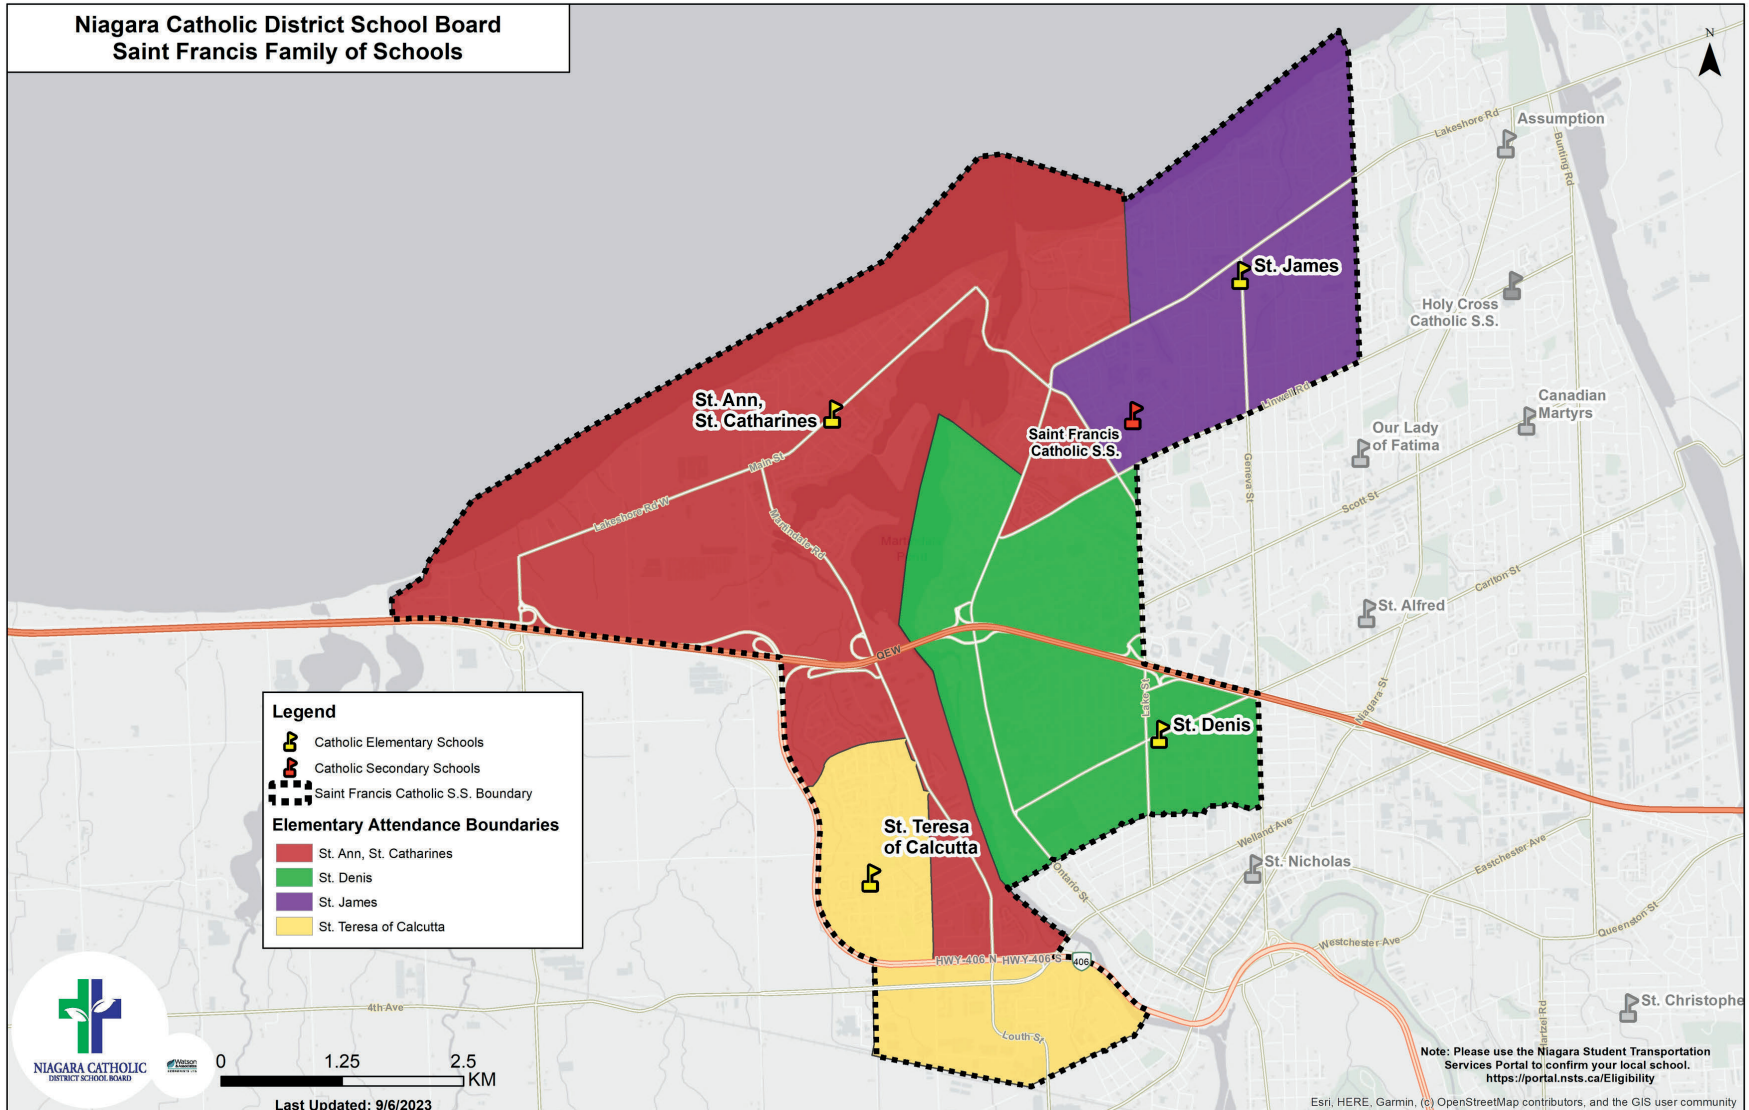 Niagara Catholic District School Board
Saint Francis Family of Schools
N
Lakeshore Rd
Assumption
Bunting Rd
St. James
Holy Cross
Catholic S.S.
Linwell Rd
St. Ann,
St. Catharines
Saint Francis
Catholic S.S.
Canadian
Martyrs
Our Lady
of Fatima
Main St
Geneva St
Scott St
Lakeshore Rd W
Martindale Rd
Carlton St
St. Alfred
QEW
Lake St
Niagara St
St. Denis
Legend
Catholic Elementary Schools
Catholic Secondary Schools
Saint Francis Catholic S.S. Boundary
Elementary Attendance Boundaries
St. Ann, St. Catharines
St. Denis
St. James
St. Teresa of Calcutta
St. Teresa
of Calcutta
Welland Ave
Eastchester Ave
St. Nicholas
Ontario St
Queenston St
Westchester Ave
HWY-406 N
HWY-406 S
406
4th Ave
St. Christophe
Hartzel Rd
Louth St
NIAGARA CATHOLIC
DISTRICT SCHOOL BOARD
Watson
0 1.25 2.5
KM
Last Updated: 9/6/2023
Note: Please use the Niagara Student Transportation
Services Portal to confirm your local school.
https://portal.nsts.ca/Eligibility
Esri, HERE, Garmin, (c) OpenStreetMap contributors, and the GIS user community